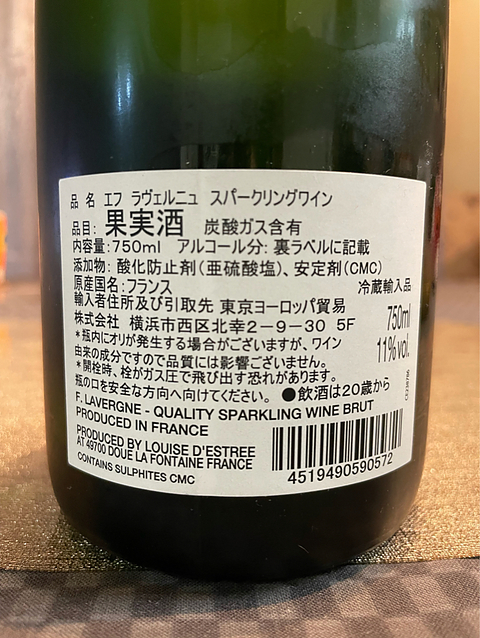 品 名 エフ ラヴェルニュ スパークリングワイン
品目: 果実酒 炭酸ガス含有
内容量:750ml アルコール分: 裏ラベルに記載
添加物: 酸化防止剤(亜硫酸塩)、安定剤(CMC)
原産国名:フランス 冷蔵輸入品
輸入者住所及び引取先 東京ヨーロッパ貿易
株式会社 横浜市西区北幸2-9-30 5F
750ml
*瓶内にオリが発生する場合がございますが、ワイン
由来の成分ですので品質には影響ございません。
11%vol.
*開栓時、栓がガス圧で飛び出す恐れがあります。
瓶の口を安全な方向へ向けてください。 ●飲酒は20歳から
F. LAVERGNE - QUALITY SPARKLING WINE BRUT
PRODUCED IN FRANCE
PRODUCED BY LOUISE D'ESTREE
AT 49700 DOUE LA FONTAINE FRANCE
CONTAINS SULPHITES CMC
4519490590572